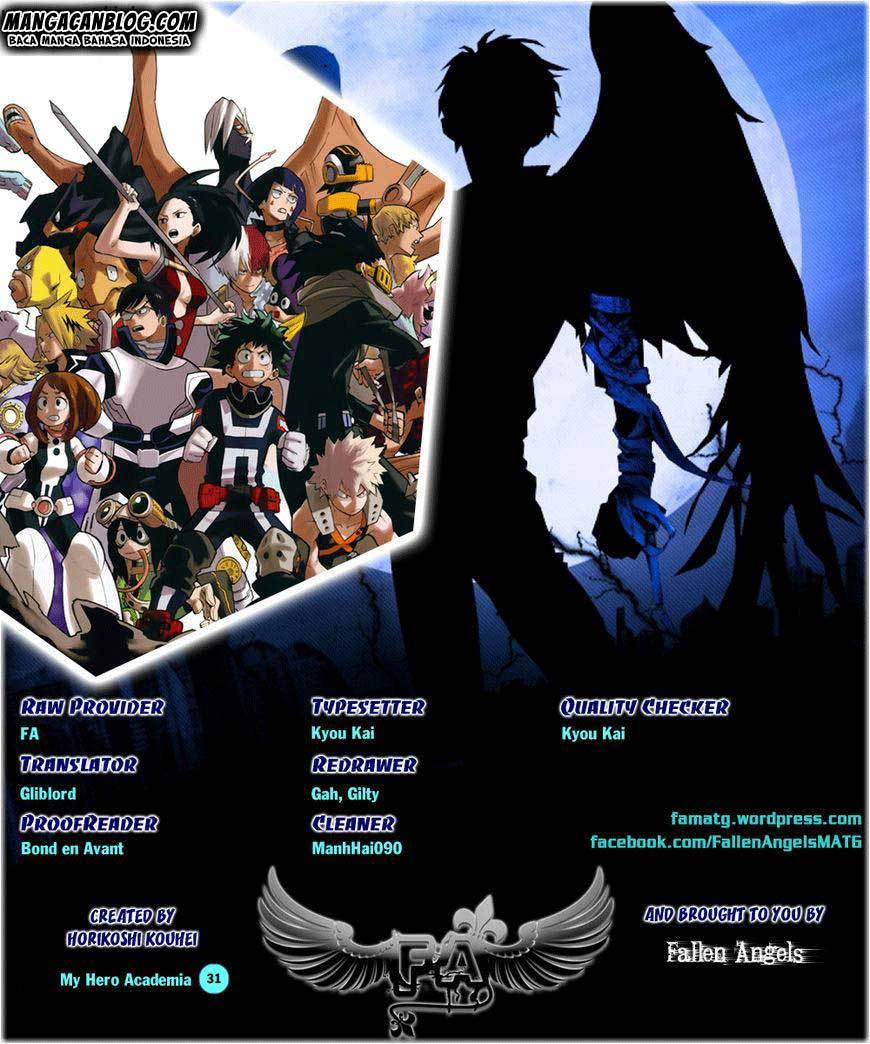 MANGACANBLOG.COM
BACA MANGA BAHASA INDONESIA
RAW PROVIDER
FA
TRANSLATOR
Gliblord
PROOFREADER
Bond en Avant
TYPESETTER
Kyou Kai
REDRAWER
Gah, Gilty
CLEANER
ManhHai090
QUALITY CHECKER
Kyou Kai
famatg.wordpress.com
facebook.com/FallenAngelsMATG
CREATED BY
HORIKOSHI KOUHEI
My Hero Academia 31
FA
AND BROUGHT TO YOU BY
Fallen Angels